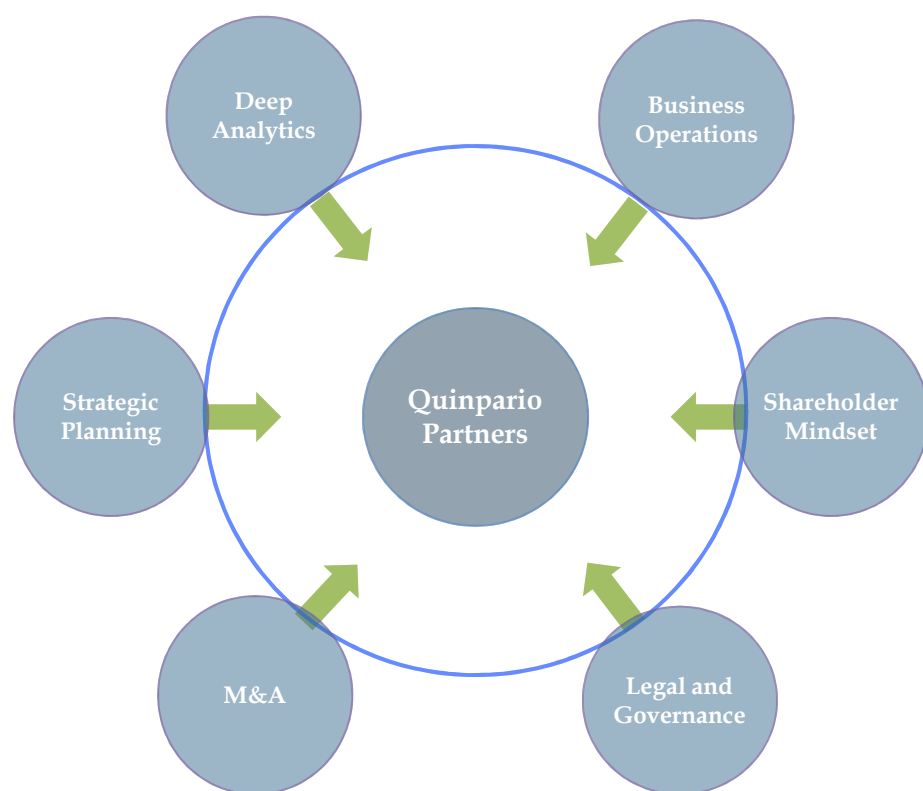 Deep
Analytics
Business
Operations
Strategic
Planning
Quinpario
Partners
Shareholder
Mindset
M&A
Legal and
Governance